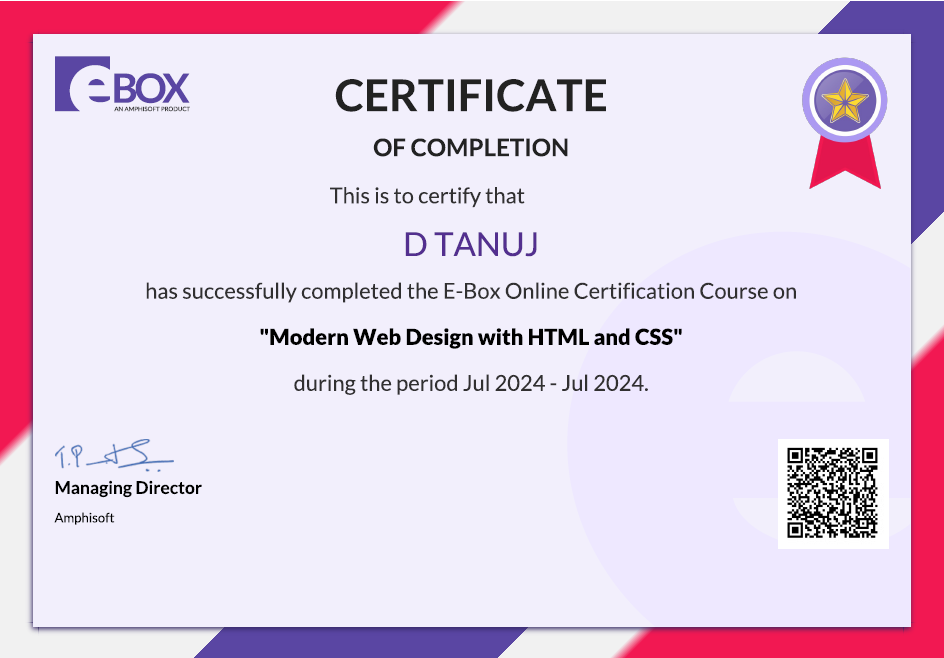 eBOX
AN AMPHISOFT PRODUCT
CERTIFICATE
OF COMPLETION
This is to certify that
D TANUJ
has successfully completed the E-Box Online Certification Course on
"Modern Web Design with HTML and CSS"
during the period Jul 2024 - Jul 2024.
T.P
Managing Director
Amphisoft